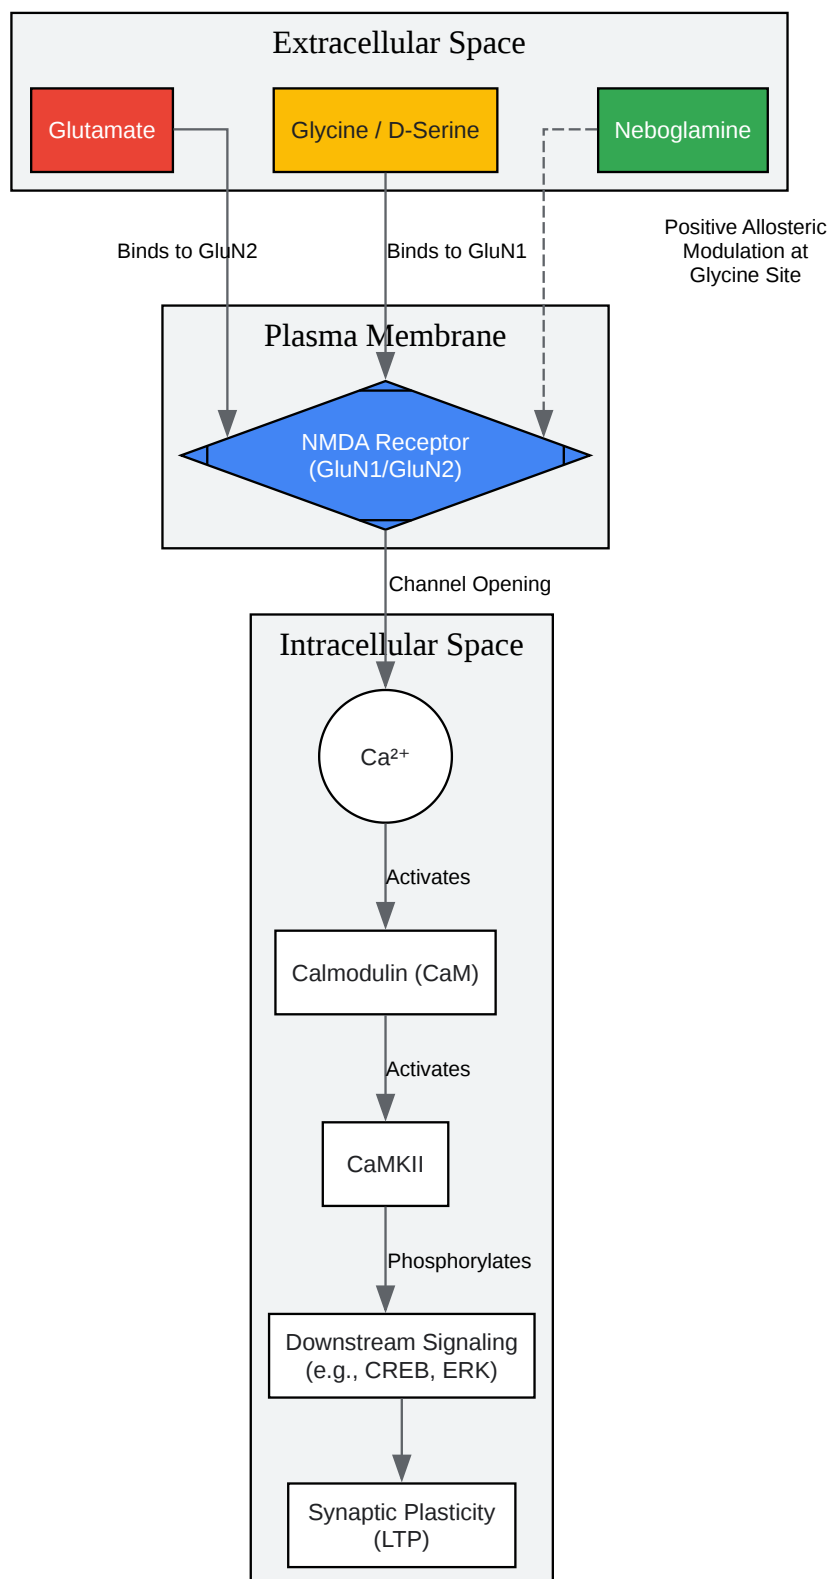 Extracellular Space
Glutamate
Glycine / D-Serine
Neboglamine
Binds to GluN2
Binds to GluN1
Positive Allosteric
Modulation at
Glycine Site
Plasma Membrane
NMDA Receptor
(GluN1/GluN2)
Channel Opening
Intracellular Space
Ca²⁺
Activates
Calmodulin (CaM)
Activates
CaMKII
Phosphorylates
Downstream Signaling
(e.g., CREB, ERK)
Synaptic Plasticity
(LTP)